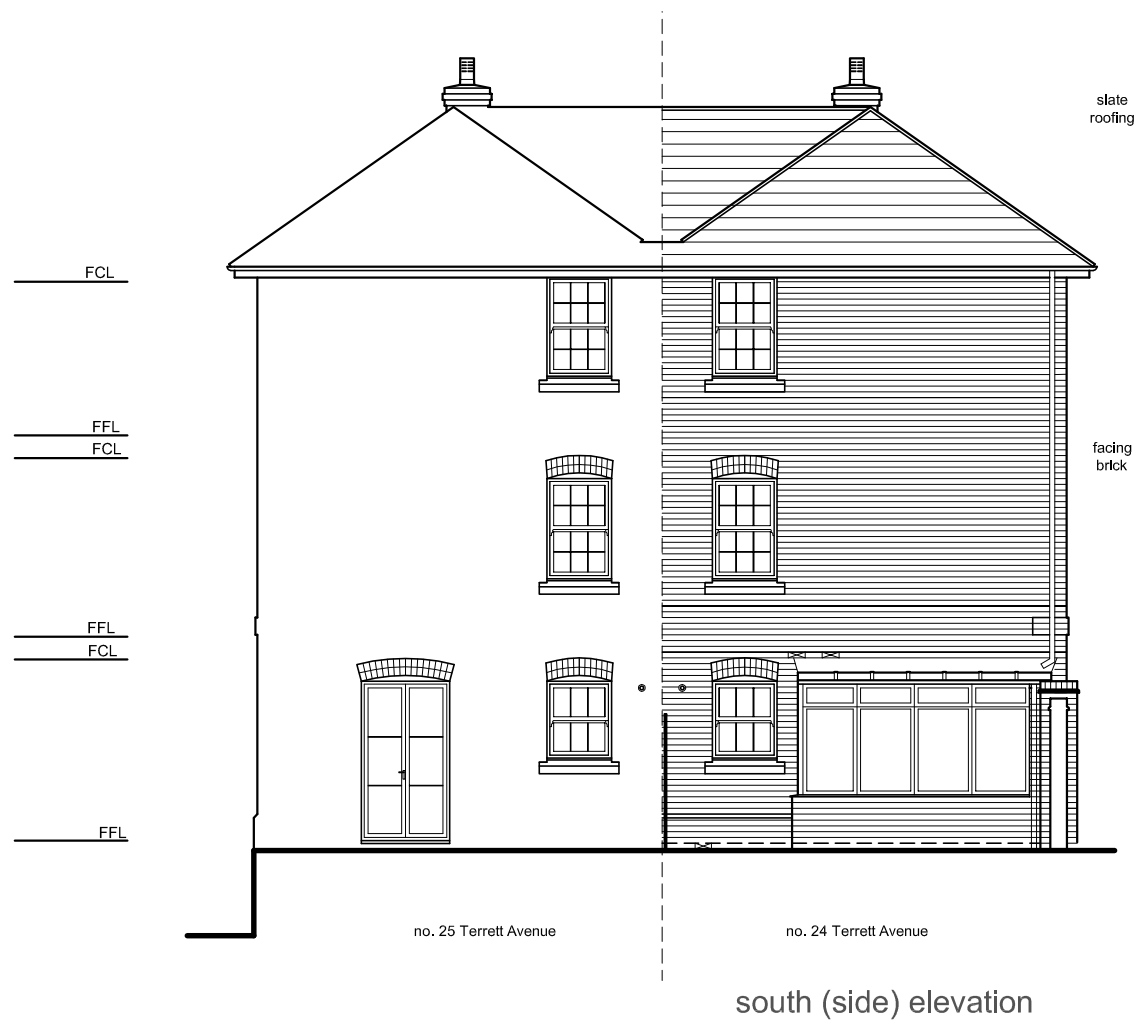 slate
roofing
FCL
FFL
FCL
facing
brick
FFL
FCL
FFL
no. 25 Terrett Avenue
no. 24 Terrett Avenue
south (side) elevation